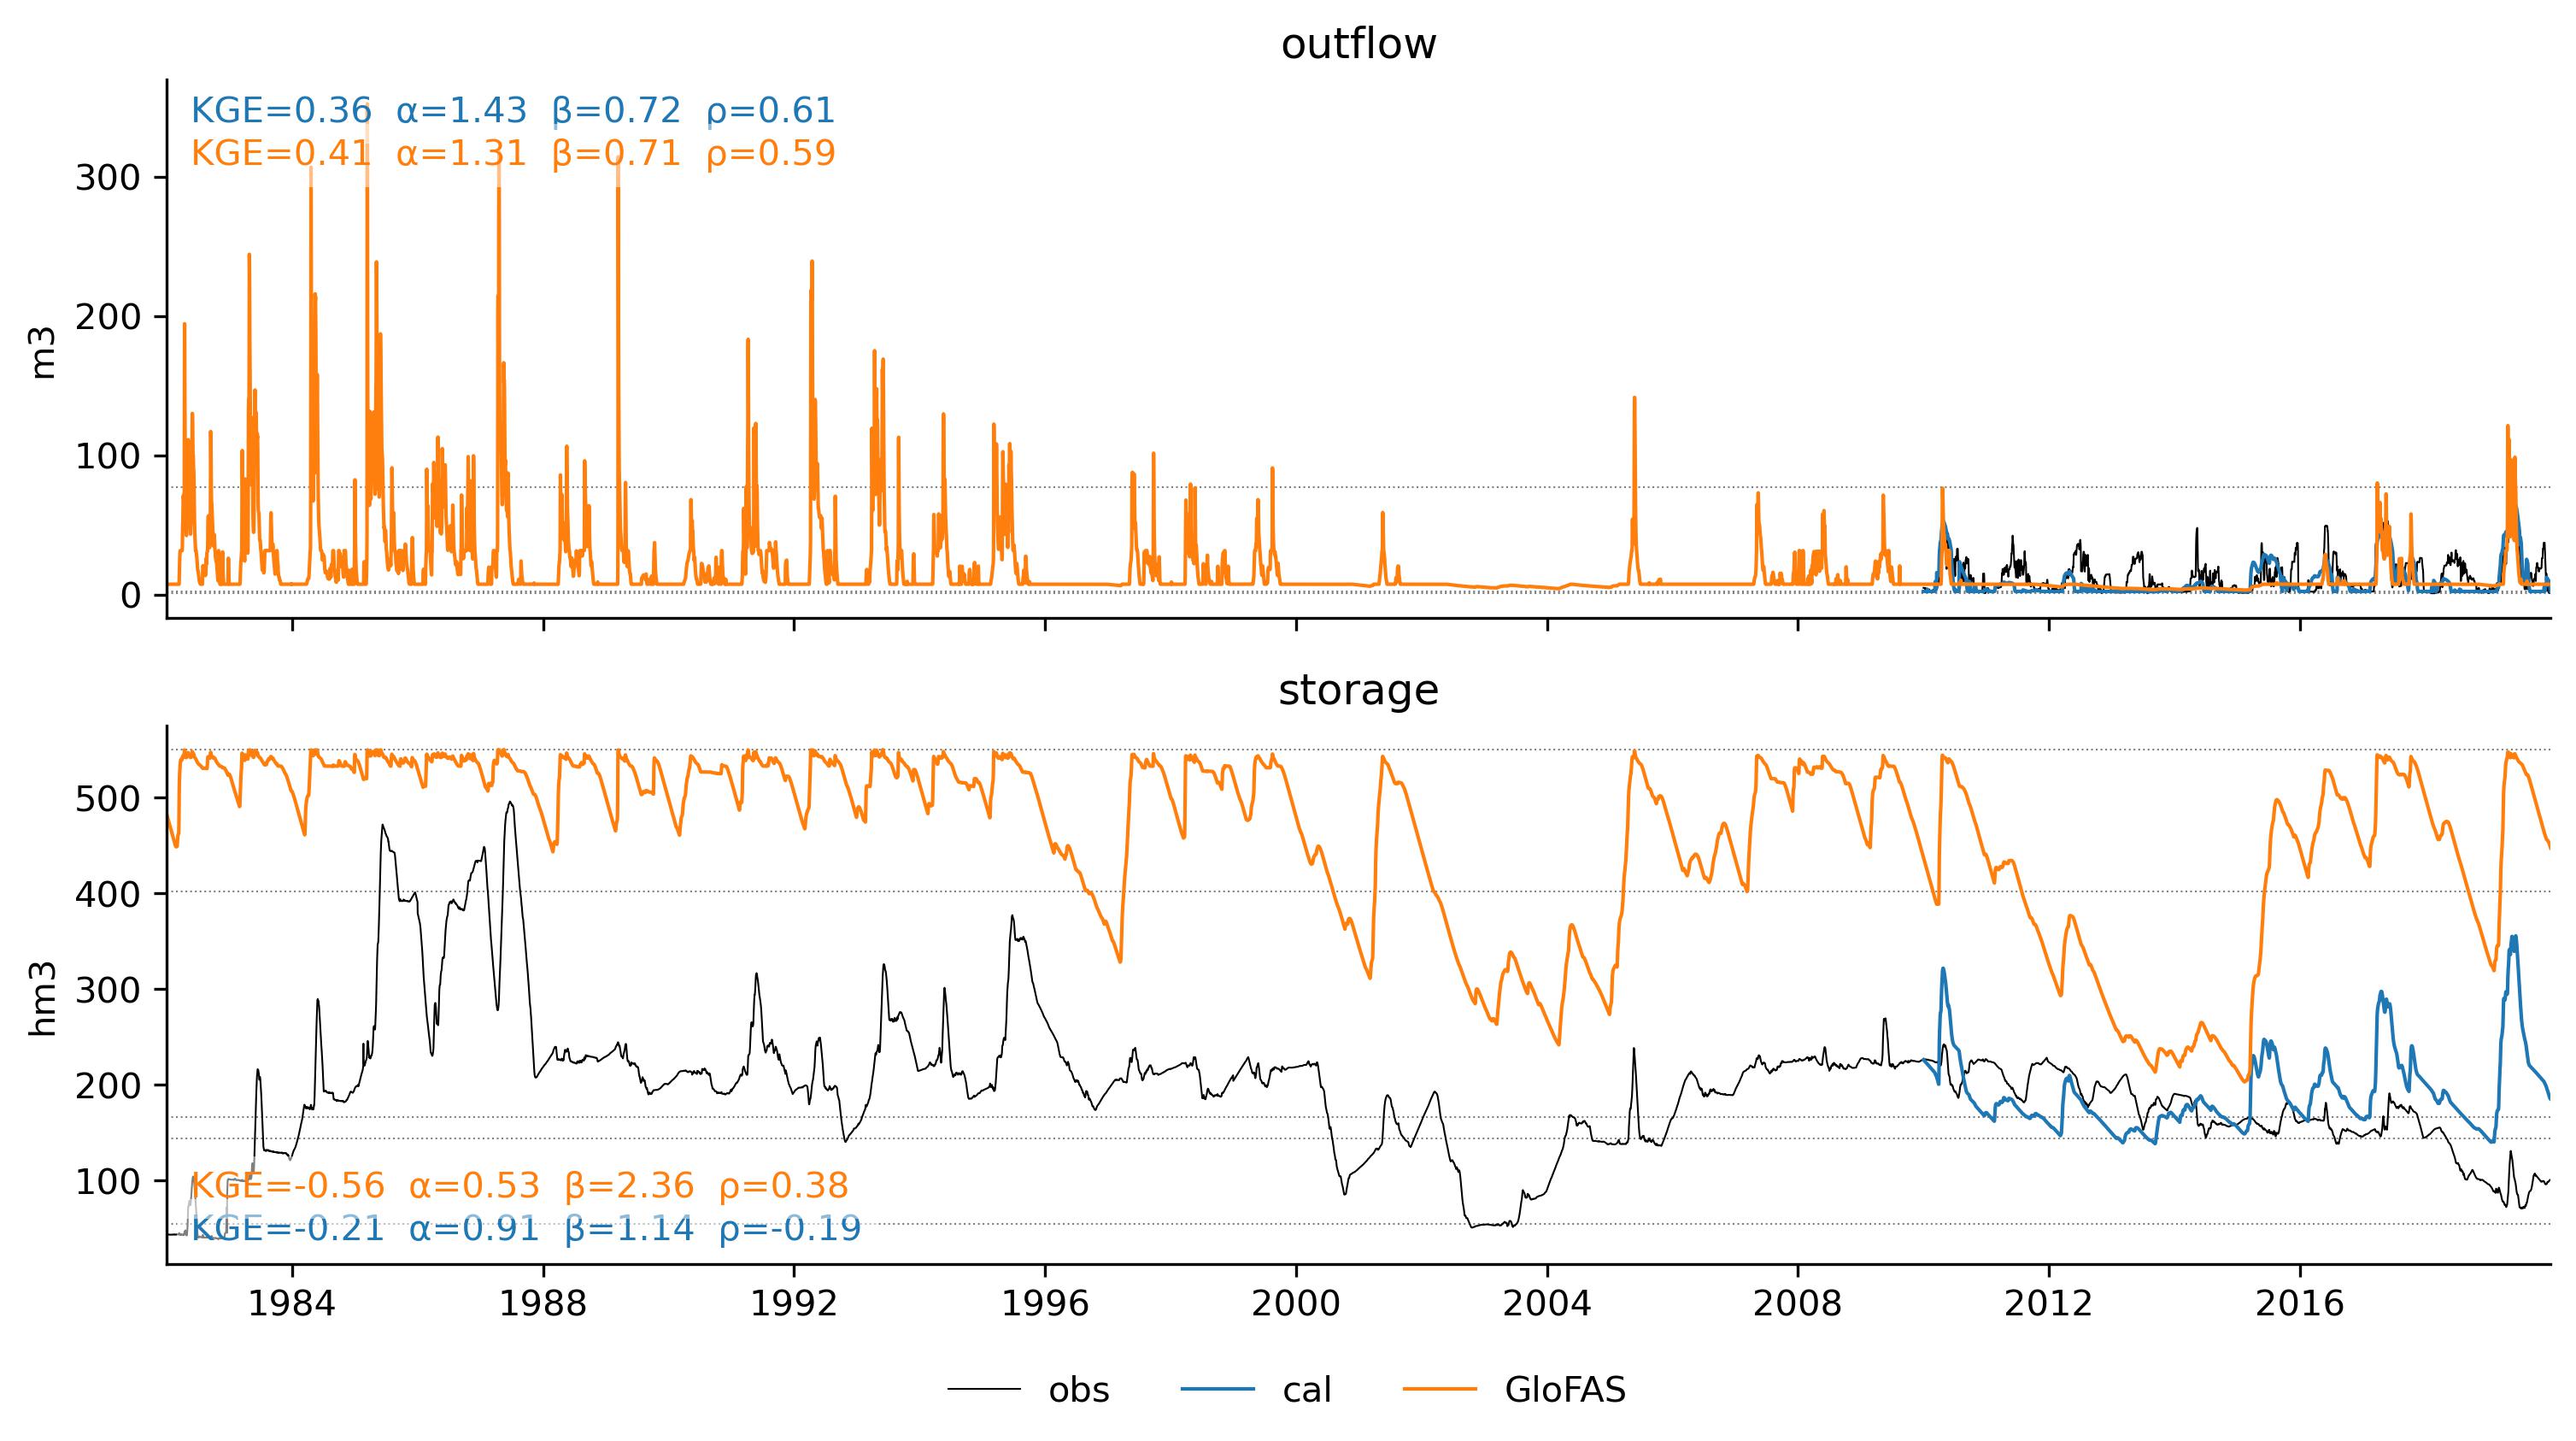 outflow
KGE=0.36 α=1.43 β=0.72 ρ=0.61
KGE=0.41 α=1.31 β=0.71 ρ=0.59
m3
300
200
100
0
storage
hm3
500
400
300
200
100
KGE=-0.56 α=0.53 β=2.36 ρ=0.38
KGE=-0.21 α=0.91 β=1.14 ρ=-0.19
1984 1988 1992 1996 2000 2004 2008 2012 2016
obs cal GloFAS